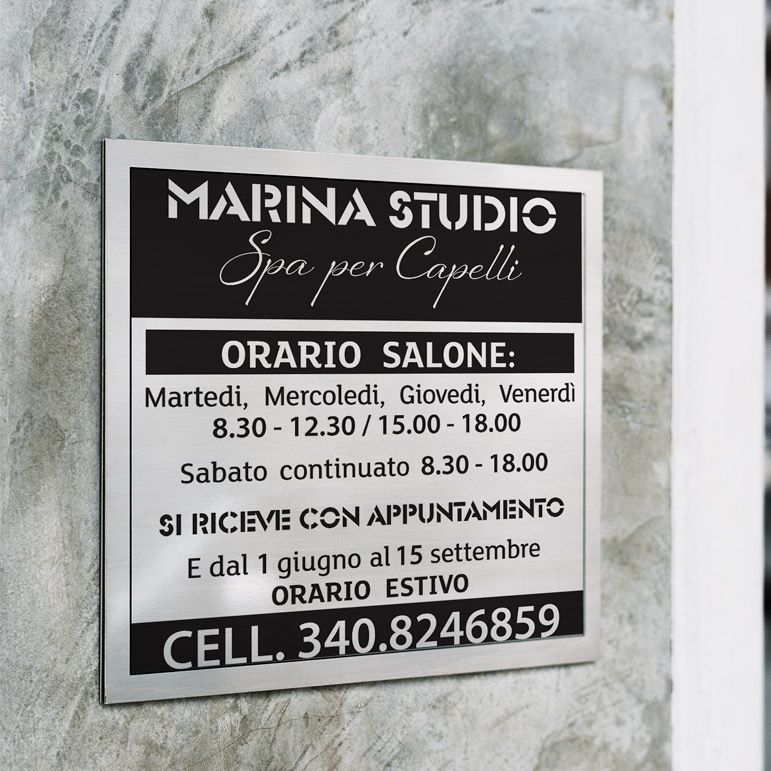 MARINA STUDIO
Spa per Capelli
ORARIO SALONE:
Martedi, Mercoledi, Giovedi, Venerdì
8.30 - 12.30 / 15.00 - 18.00
Sabato continuato 8.30 - 18.00
SI RICEVE CON APPUNTAMENTO
E dal 1 giugno al 15 settembre
ORARIO ESTIVO
CELL. 340.8246859